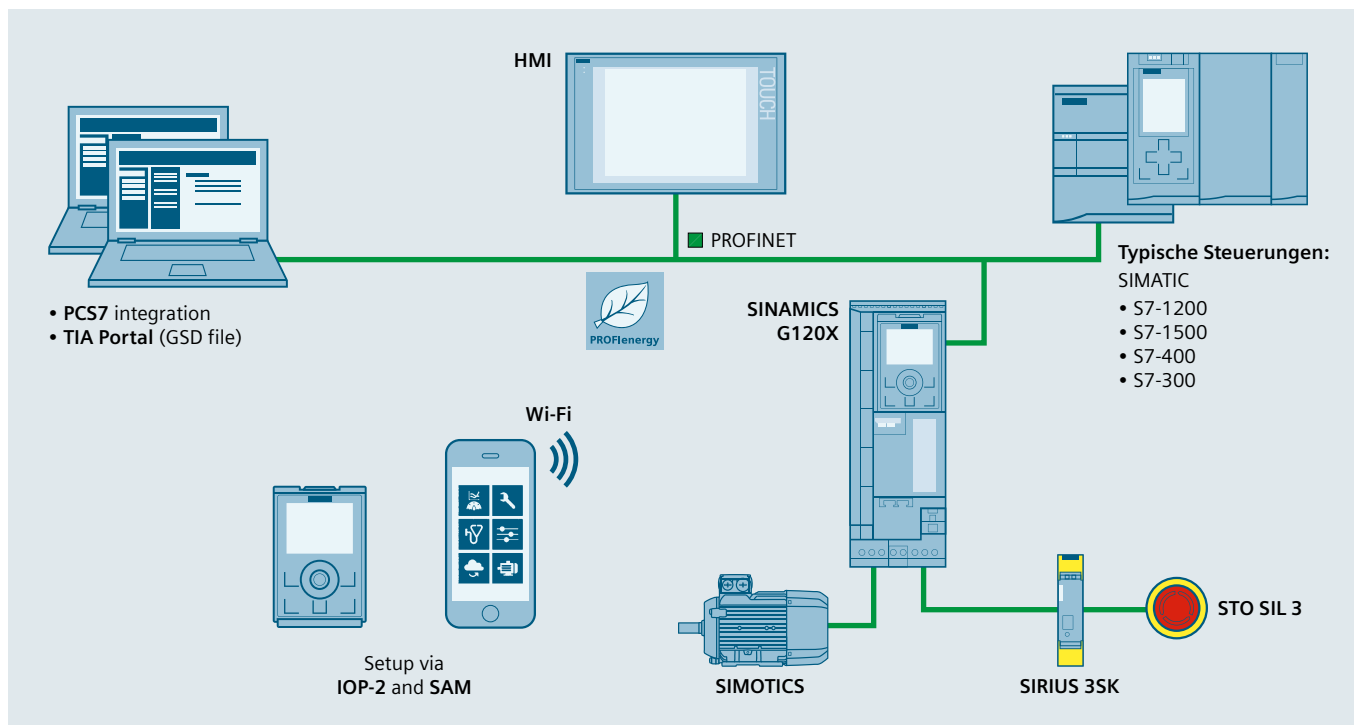 HMI
TOUCH
PROFINET
• PCS7 integration
• TIA Portal (GSD file)
PROFIenergy
SINAMICS
G120X
Typische Steuerungen:
SIMATIC
• S7-1200
• S7-1500
• S7-400
• S7-300
Wi-Fi
Setup via
IOP-2 and SAM
SIMOTICS
SIRIUS 3SK
STO SIL 3